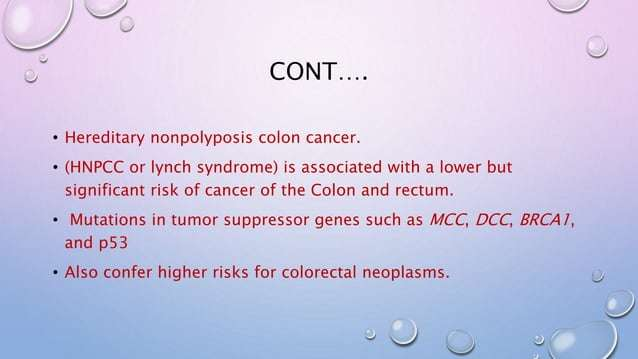 CONT….
• Hereditary nonpolyposis colon cancer.
• (HNPCC or lynch syndrome) is associated with a lower but
significant risk of cancer of the Colon and rectum.
• Mutations in tumor suppressor genes such as MCC, DCC, BRCA1,
and p53
• Also confer higher risks for colorectal neoplasms.